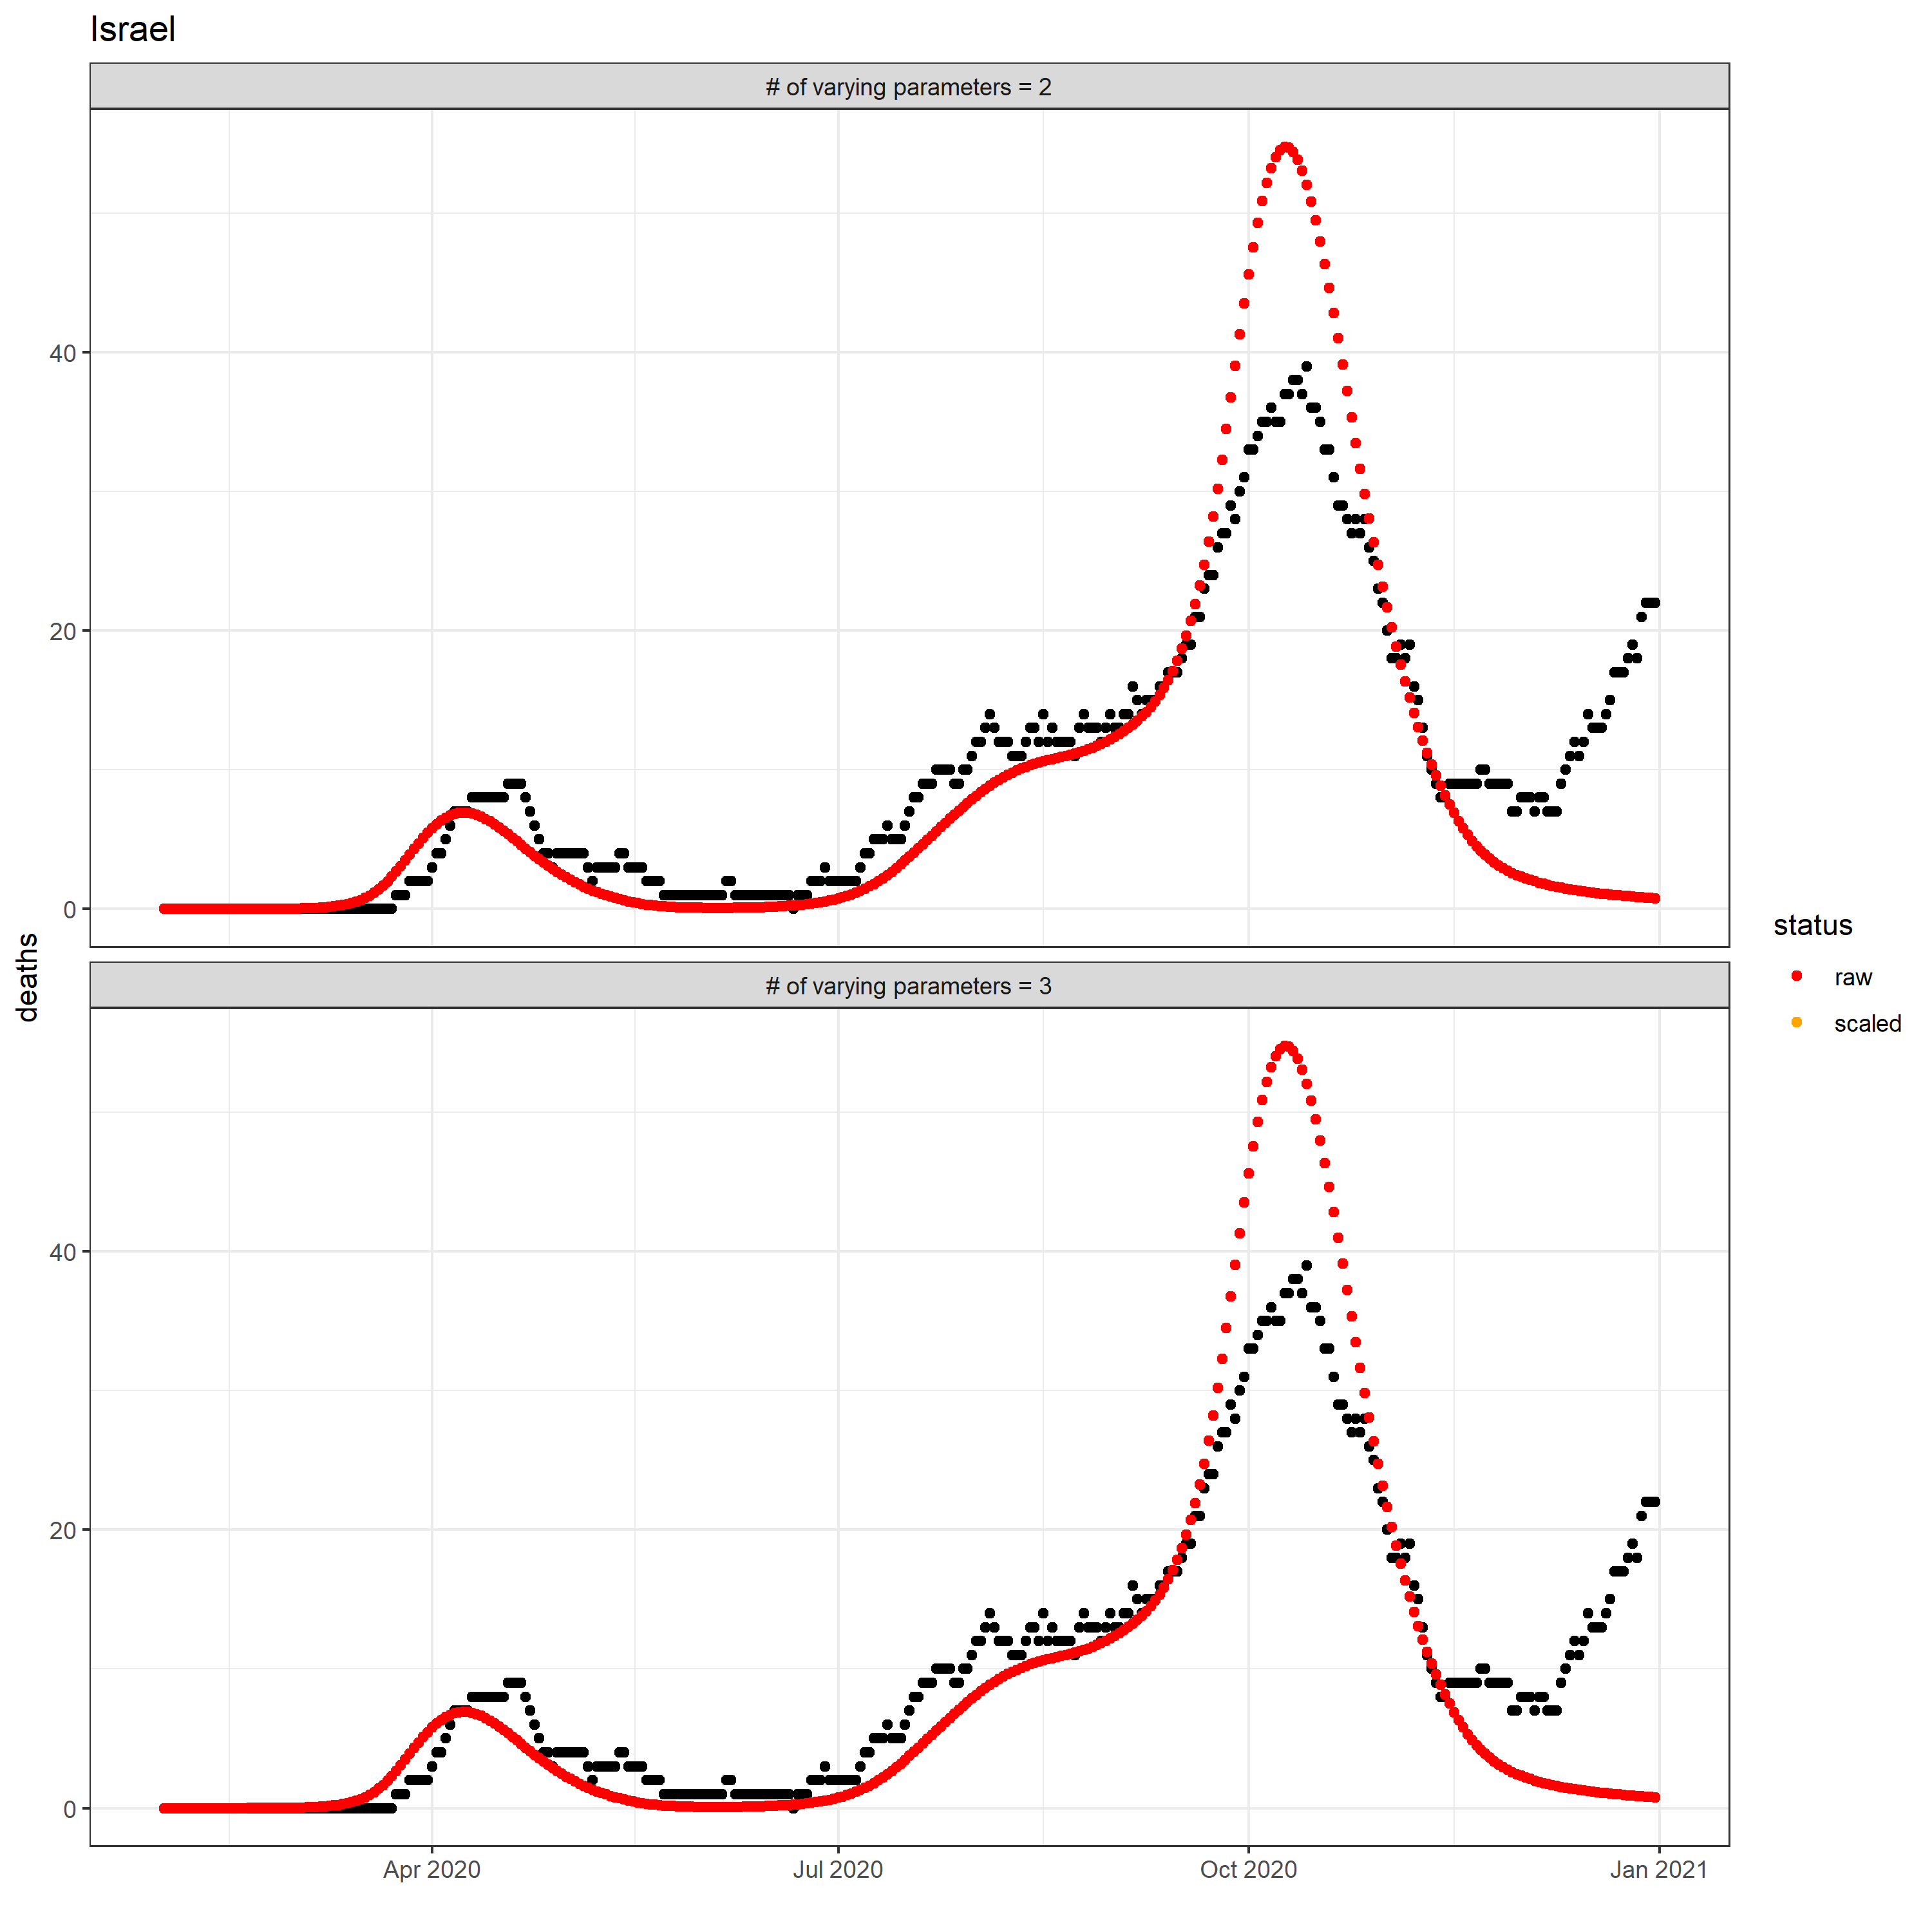 Israel
# of varying parameters = 2
40
20
0
deaths
# of varying parameters = 3
40
20
0
Apr 2020
Jul 2020
Oct 2020
Jan 2021
status
raw
scaled